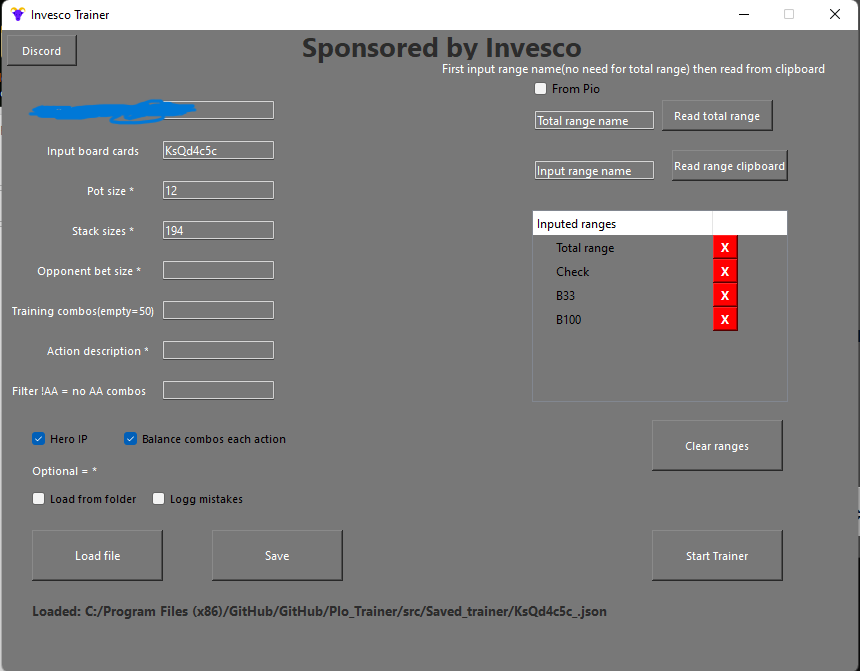 Invesco Trainer
Discord
Sponsored by Invesco
First input range name(no need for total range) then read from clipboard
From Pio
Total range name
Read total range
Input board cards
KsQd4c5c
Input range name
Read range clipboard
Pot size *
12
Stack sizes *
194
Inputed ranges
Total range
X
Check
X
B33
X
B100
X
Opponent bet size *
Training combos(empty=50)
Action description *
Filter !AA = no AA combos
Hero IP
Balance combos each action
Clear ranges
Optional = *
Load from folder
Logg mistakes
Load file
Save
Start Trainer
Loaded: C:/Program Files (x86)/GitHub/GitHub/Plo_Trainer/src/Saved_trainer/KsQd4c5c_.json